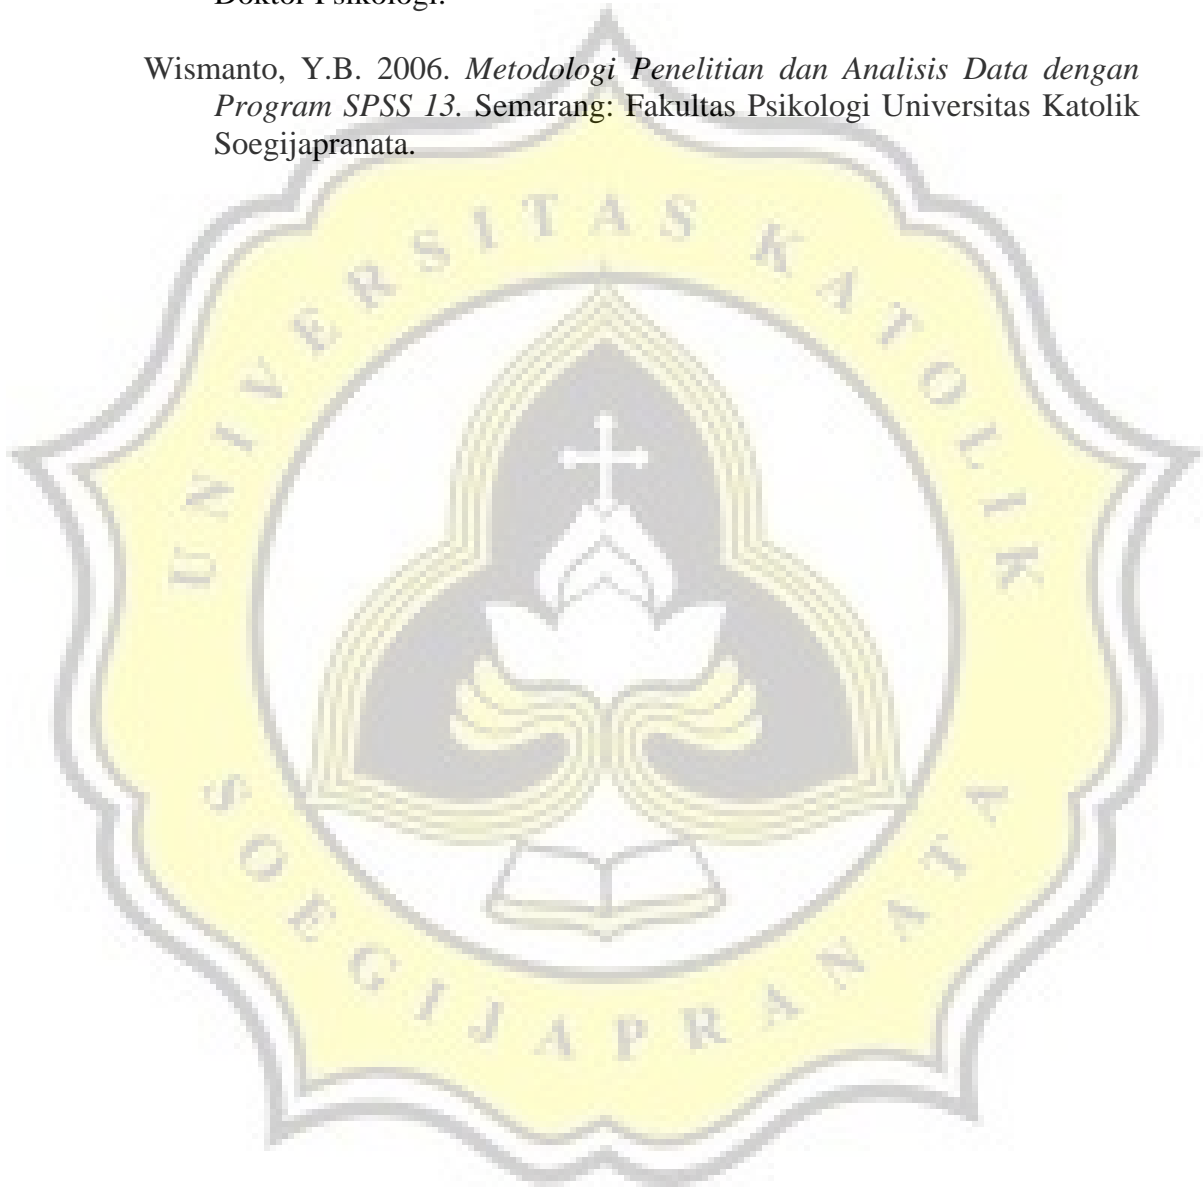 Doktor Psikologi.
Wismanto, Y.B. 2006. Metodologi Penelitian dan Analisis Data dengan
Program SPSS 13. Semarang: Fakultas Psikologi Universitas Katolik
Soegijapranata.
UNIVERSITAS KATOLIK
SOEGIJAPRANATA